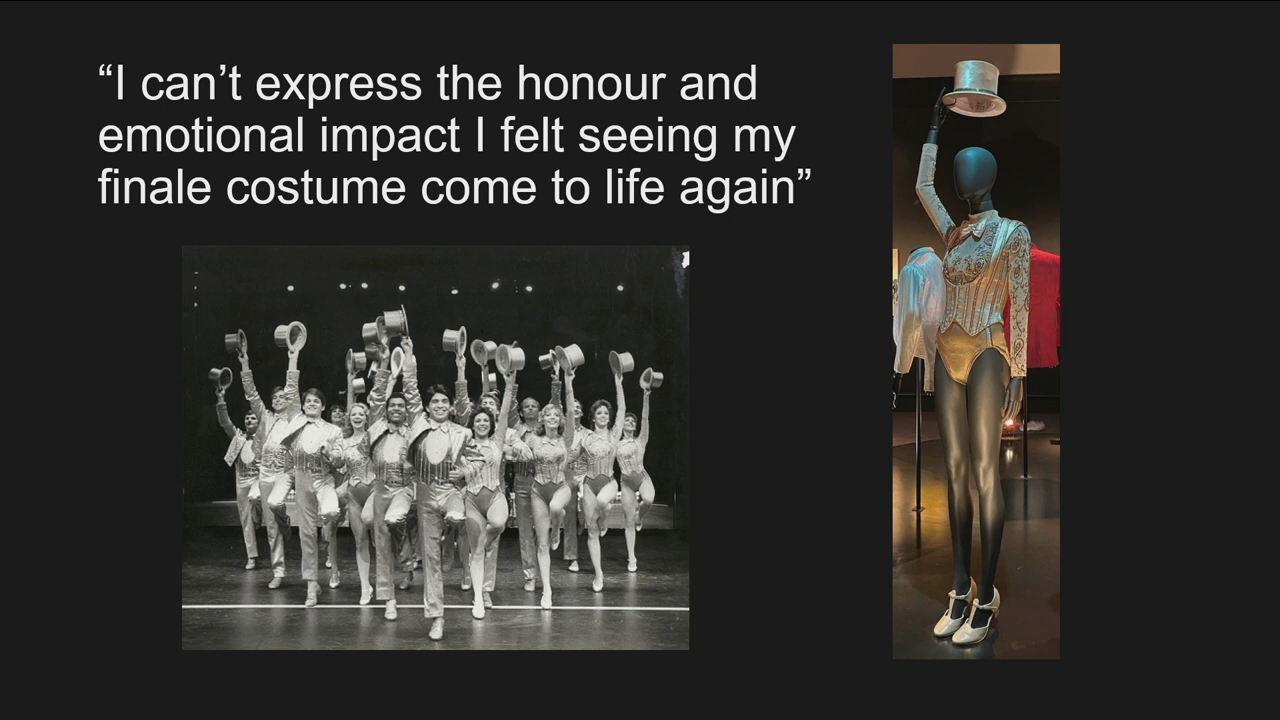 “I can’t express the honour and
emotional impact I felt seeing my
finale costume come to life again”